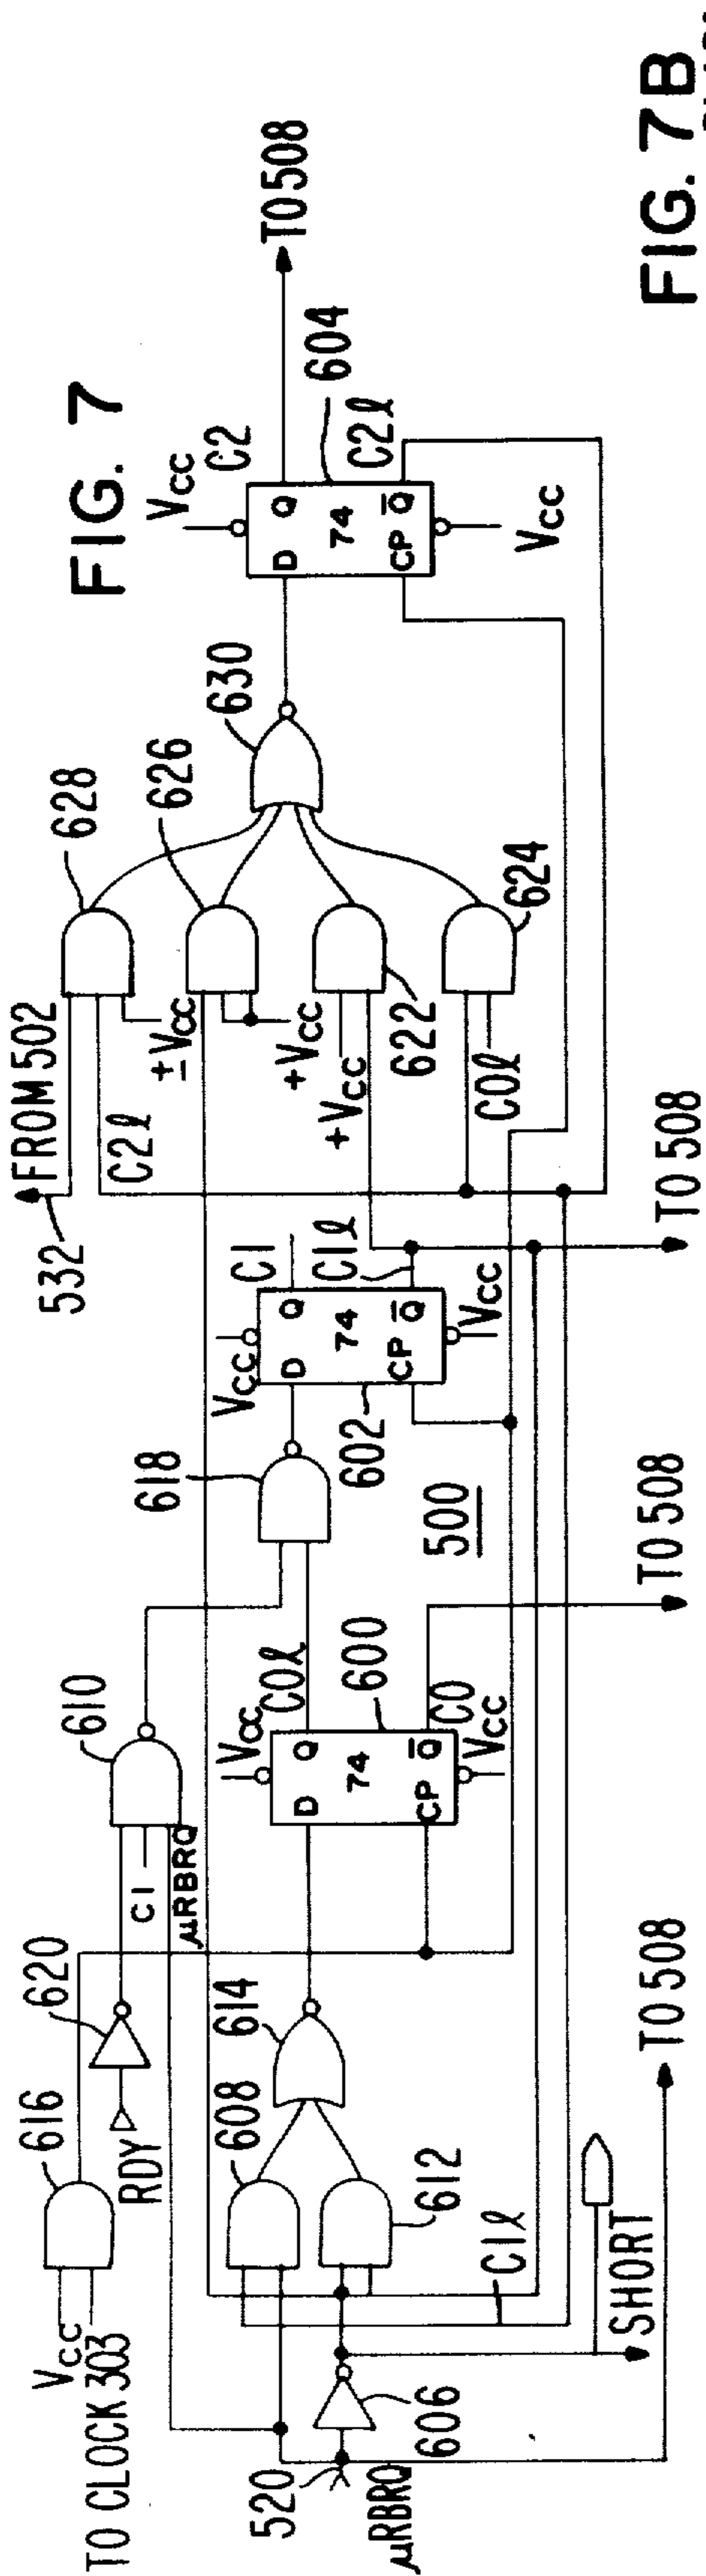 FIG. 7
FIG. 7B
TO 508
VCC
C2
604
Q
D
74
CP
Q
C2ℓ
VCC
630
628
626
622
624
FROM 502
532
C2ℓ
±VCC
+VCC
+VCC
C0ℓ
TO 508
C1
C1ℓ
VCC
D
Q
74
CP
Q
VCC
602
618
500
TO 508
610
C1
μRBRQ
C0ℓ
600
VCC
D
Q
74
CP
Q
C0
VCC
620
RDY
616
VCC
TO CLOCK 303
614
608
612
C1ℓ
SHORT
TO 508
606
520
μRBRQ